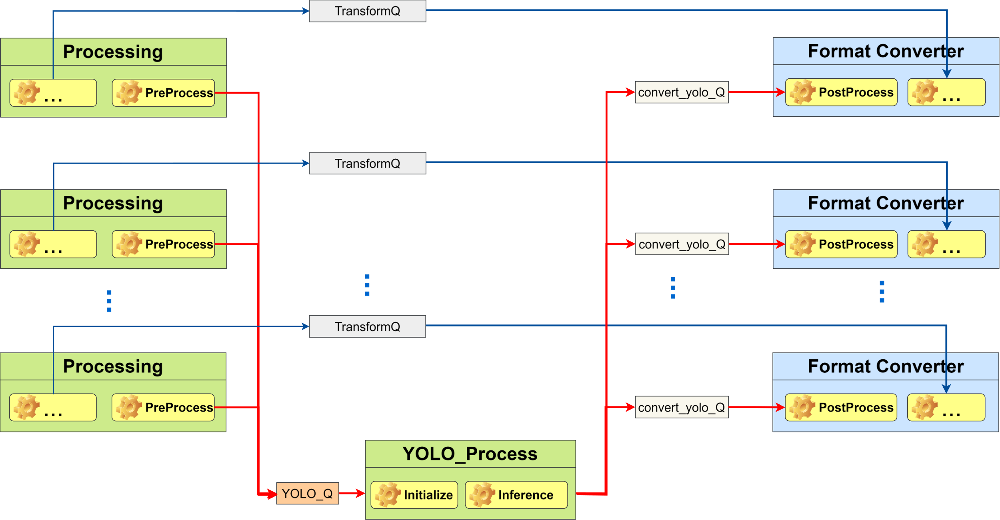 TransformQ
Processing
Format Converter
...
PreProcess
convert_yolo_Q
PostProcess
...
TransformQ
Processing
Format Converter
...
PreProcess
convert_yolo_Q
PostProcess
...
TransformQ
Processing
Format Converter
...
PreProcess
convert_yolo_Q
PostProcess
...
YOLO_Process
YOLO_Q
Initialize
Inference